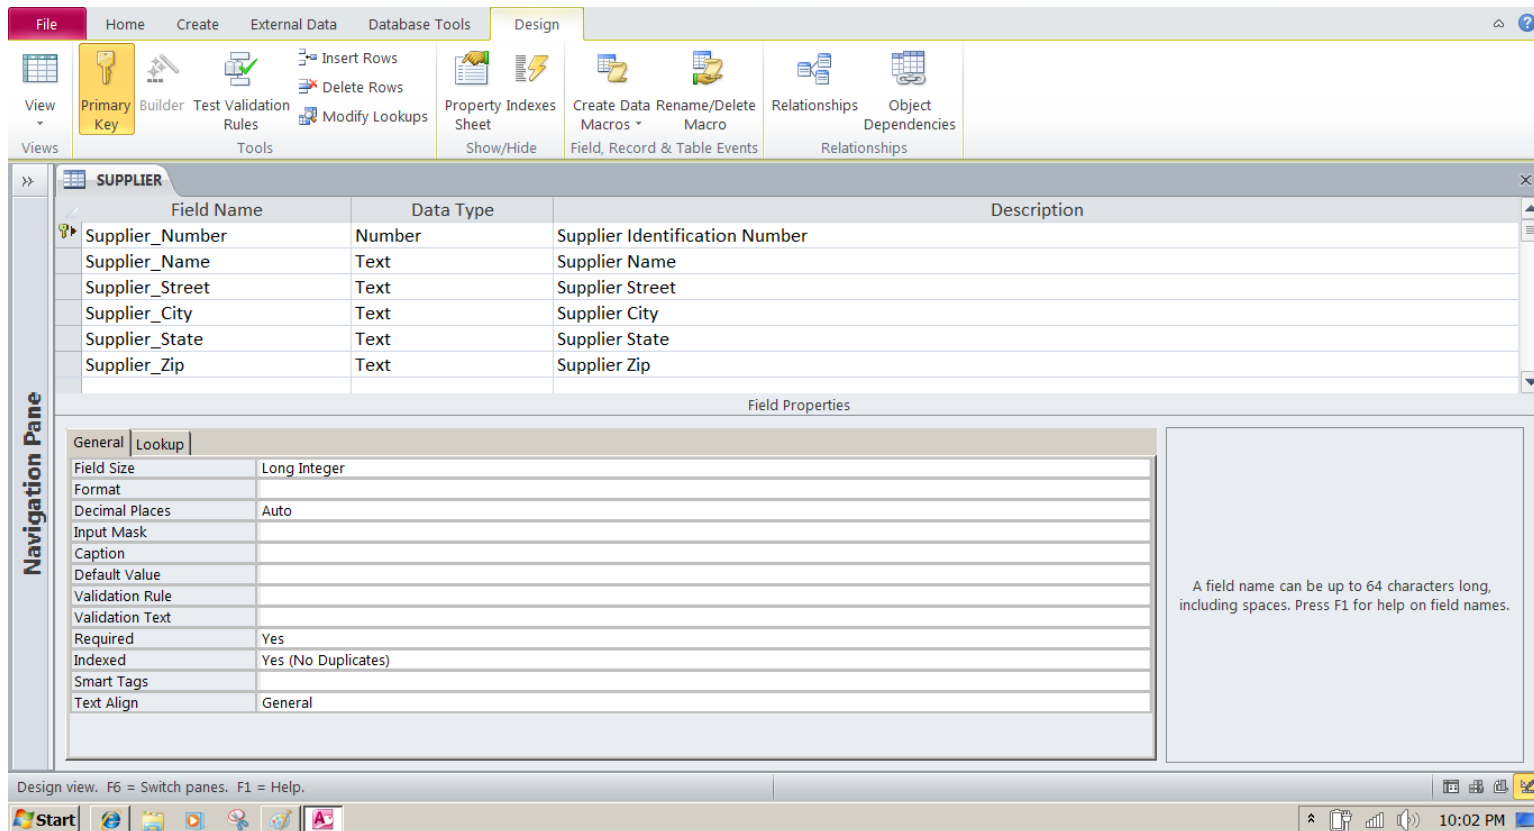 File Home Create External Data Database Tools Design
View Primary Key Builder Test Validation Rules Insert Rows Delete Rows Modify Lookups Property Sheet Indexes Create Data Macros Rename/Delete Macro Relationships Object Dependencies
Views Tools Show/Hide Field, Record & Table Events Relationships
SUPPLIER
Field Name Data Type Description
Supplier_Number Number Supplier Identification Number
Supplier_Name Text Supplier Name
Supplier_Street Text Supplier Street
Supplier_City Text Supplier City
Supplier_State Text Supplier State
Supplier_Zip Text Supplier Zip
Navigation Pane
Field Properties
General Lookup
Field Size Long Integer
Format
Decimal Places Auto
Input Mask
Caption
Default Value
Validation Rule
Validation Text
Required Yes
Indexed Yes (No Duplicates)
Smart Tags
Text Align General
A field name can be up to 64 characters long,
including spaces. Press F1 for help on field names.
Design view. F6 = Switch panes. F1 = Help.
Start 10:02 PM